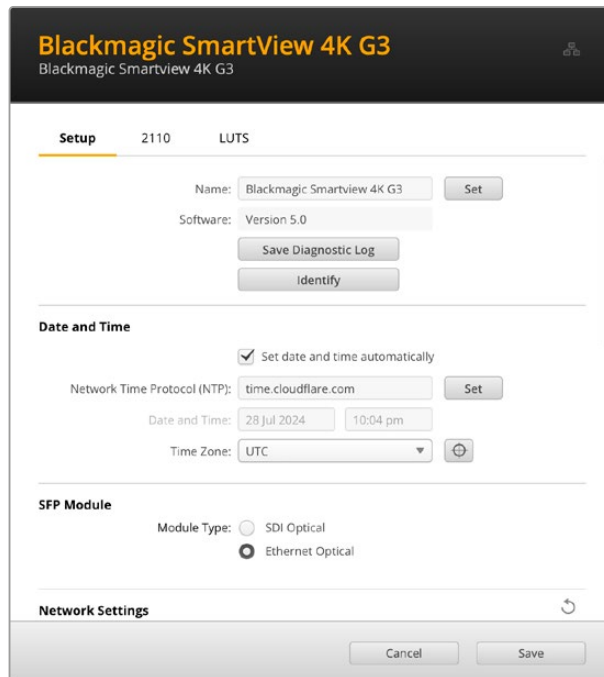 Blackmagic SmartView 4K G3
Blackmagic Smartview 4K G3
Setup 2110 LUTS
Name: Blackmagic Smartview 4K G3 Set
Software: Version 5.0
Save Diagnostic Log
Identify
Date and Time
Set date and time automatically
Network Time Protocol (NTP): time.cloudflare.com Set
Date and Time: 28 Jul 2024 10:04 pm
Time Zone: UTC
SFP Module
Module Type: SDI Optical
Ethernet Optical
Network Settings
Cancel Save